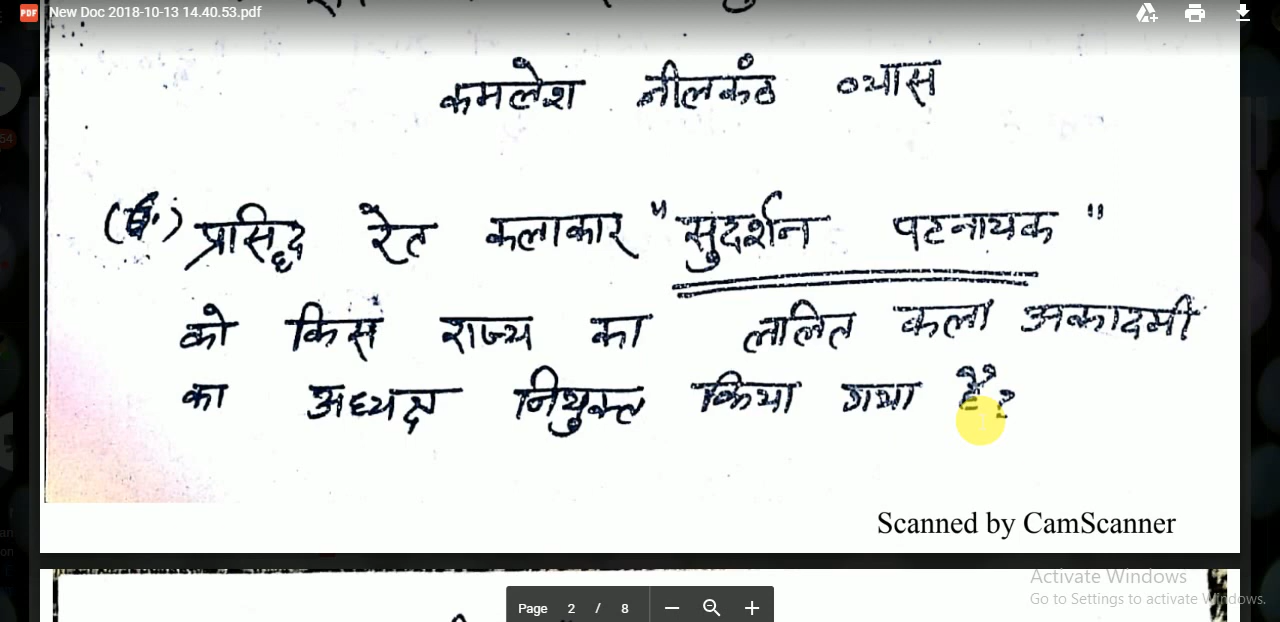 PDF New Doc 2018-10-13 14.40.53.pdf
कमलेश नीलकंठ व्यास
प्रसिद्ध रेत कलाकार "सुदर्शन पटनायक"
को किस राज्य का ललित कला अकादमी
का अध्यक्ष नियुक्त किया गया है?
Scanned by CamScanner
Activate Windows
Go to Settings to activate Windows.
Page 2 / 8